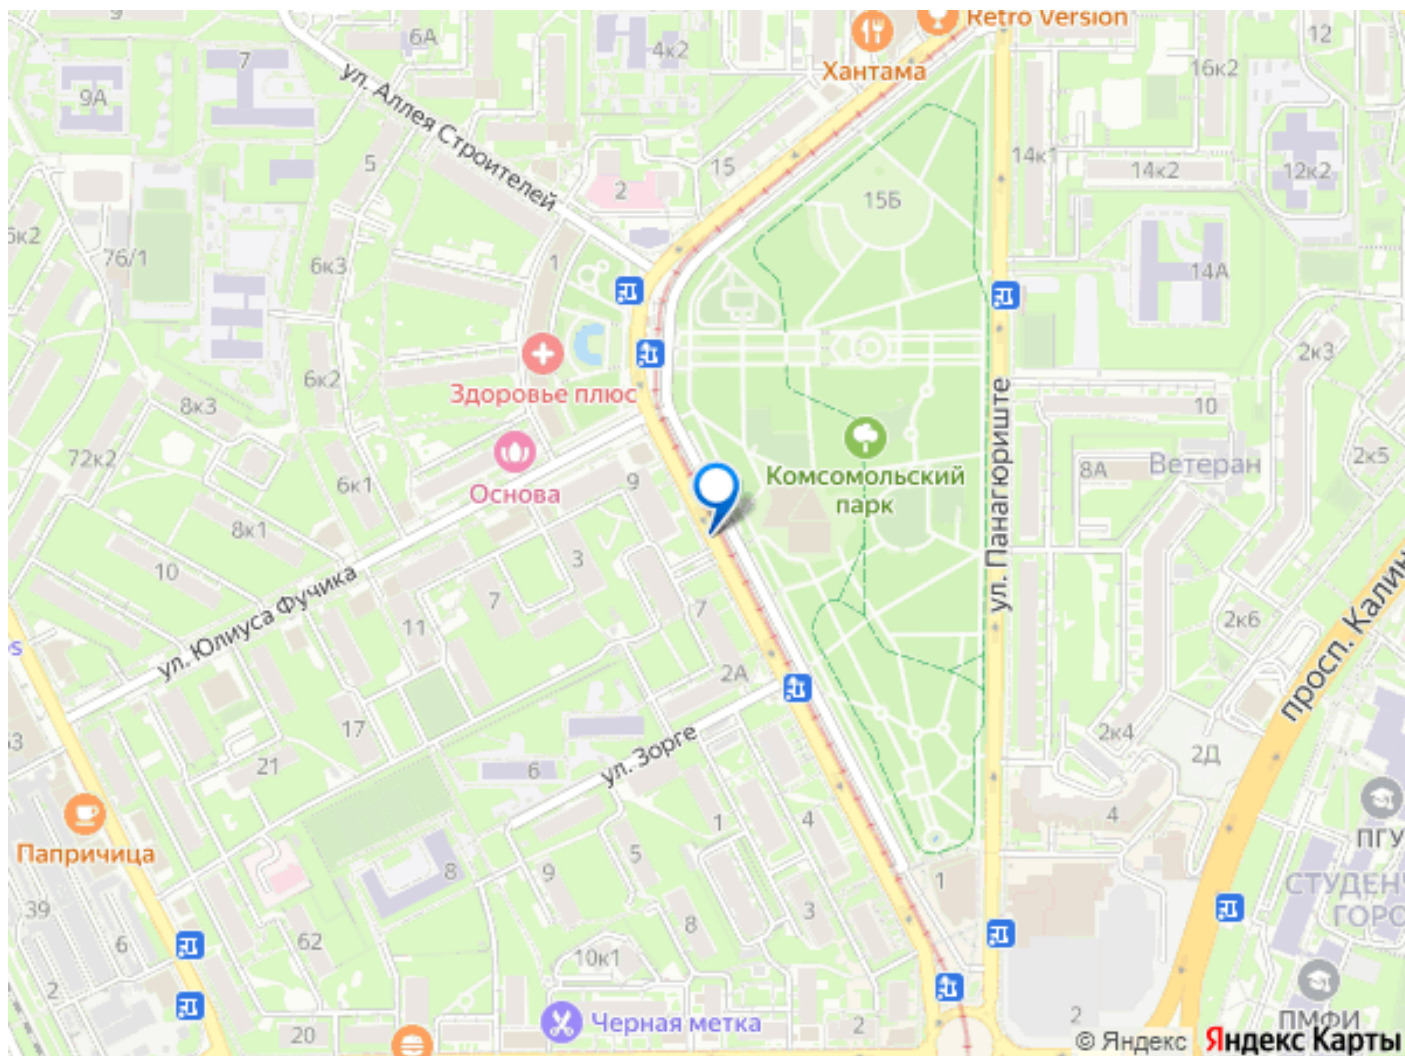 Retro Version
6А
4к2
12
7
Хантама
16к2
9А
ул. Аллея Строителей
5
15
14к1
14к2
12к2
2
15Б
6к2
76/1
6к3
1
14А
2к3
6к2
Здоровье плюс
8к3
10
ул. Панагюриште
72к2
6к1
Основа
9
Комсомольский
парк
8А
Ветеран
2к5
8к1
10
3
ул. Юлиуса Фучика
7
11
7
2к6
2А
просп. Калин
17
ул. Зорге
2к4
2Д
21
6
4
1
4
ПГУ
Папричица
5
8
9
1
СТУДЕНЧ
ГОРО
39
3
6
62
8
10к1
2
20
Черная метка
2
2
ПМФИ
© Яндекс Яндекс Карты